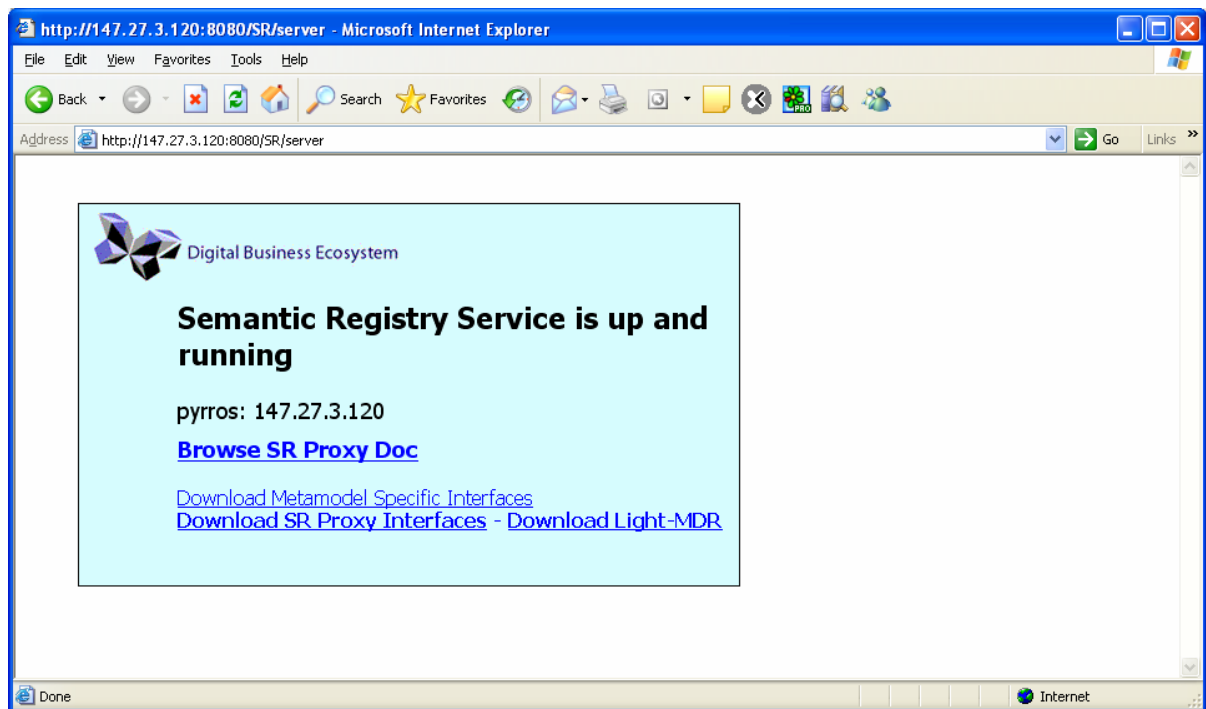 http://147.27.3.120:8080/SR/server - Microsoft Internet Explorer
File Edit View Favorites Tools Help
Back Search Favorites PRO
Address http://147.27.3.120:8080/SR/server Go Links »
Digital Business Ecosystem
Semantic Registry Service is up and
running
pyrros: 147.27.3.120
Browse SR Proxy Doc
Download Metamodel Specific Interfaces
Download SR Proxy Interfaces - Download Light-MDR
Done Internet